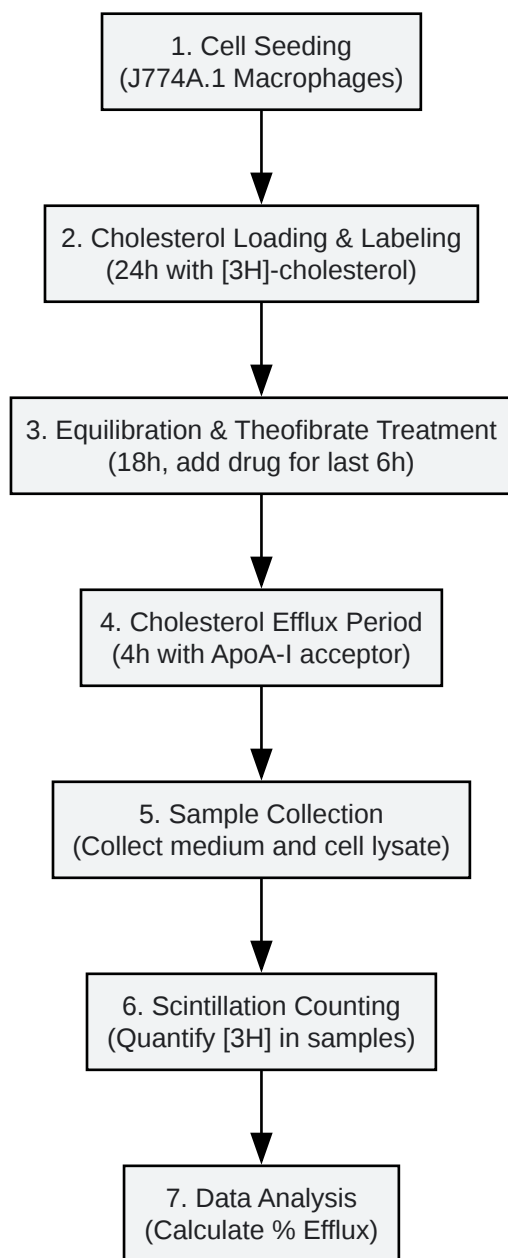 1. Cell Seeding
(J774A.1 Macrophages)
2. Cholesterol Loading & Labeling
(24h with [3H]-cholesterol)
3. Equilibration & Theofibrate Treatment
(18h, add drug for last 6h)
4. Cholesterol Efflux Period
(4h with ApoA-I acceptor)
5. Sample Collection
(Collect medium and cell lysate)
6. Scintillation Counting
(Quantify [3H] in samples)
7. Data Analysis
(Calculate % Efflux)